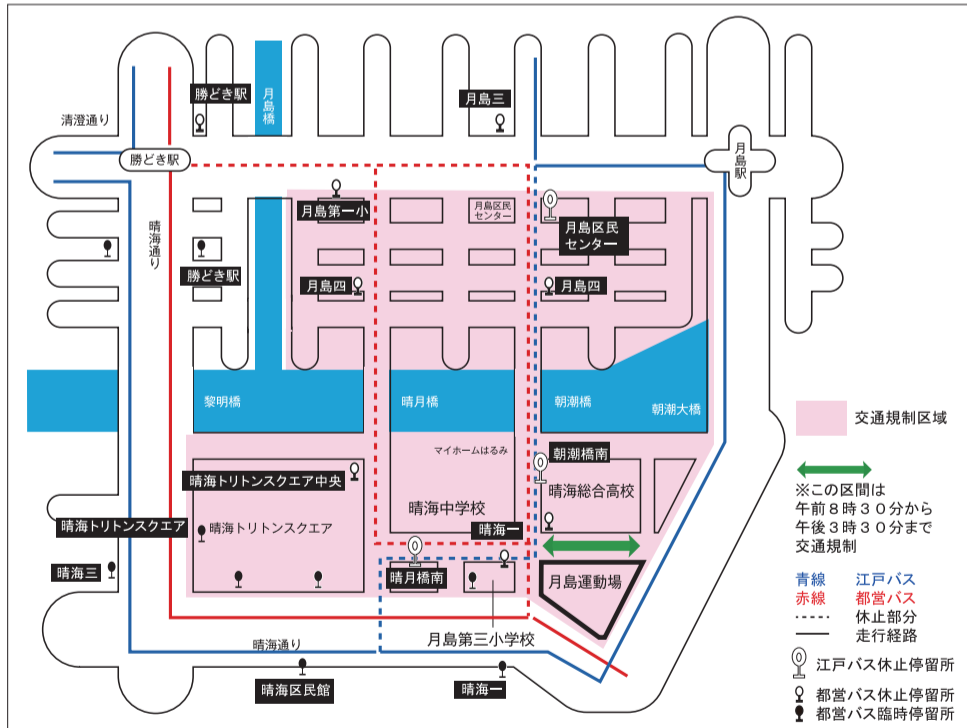 勝どき駅
月島橋
月島三
清澄通り
勝どき駅
月島駅
月島第一小
月島区民
センター
月島区民
センター
晴海通り
勝どき駅
月島四
月島四
黎明橋
晴月橋
朝潮橋
朝潮大橋
交通規制区域
マイホームはるみ
朝潮橋南
晴海トリトンスクエア中央
晴海中学校
晴海総合高校
※この区間は
午前8時30分から
午後3時30分まで
交通規制
晴海トリトンスクエア
晴海トリトンスクエア
晴海一
晴海三
晴月橋南
月島運動場
青線 江戸バス
赤線 都営バス
休止部分
走行経路
晴海通り
月島第三小学校
江戸バス休止停留所
晴海区民館
晴海一
都営バス休止停留所
都営バス臨時停留所